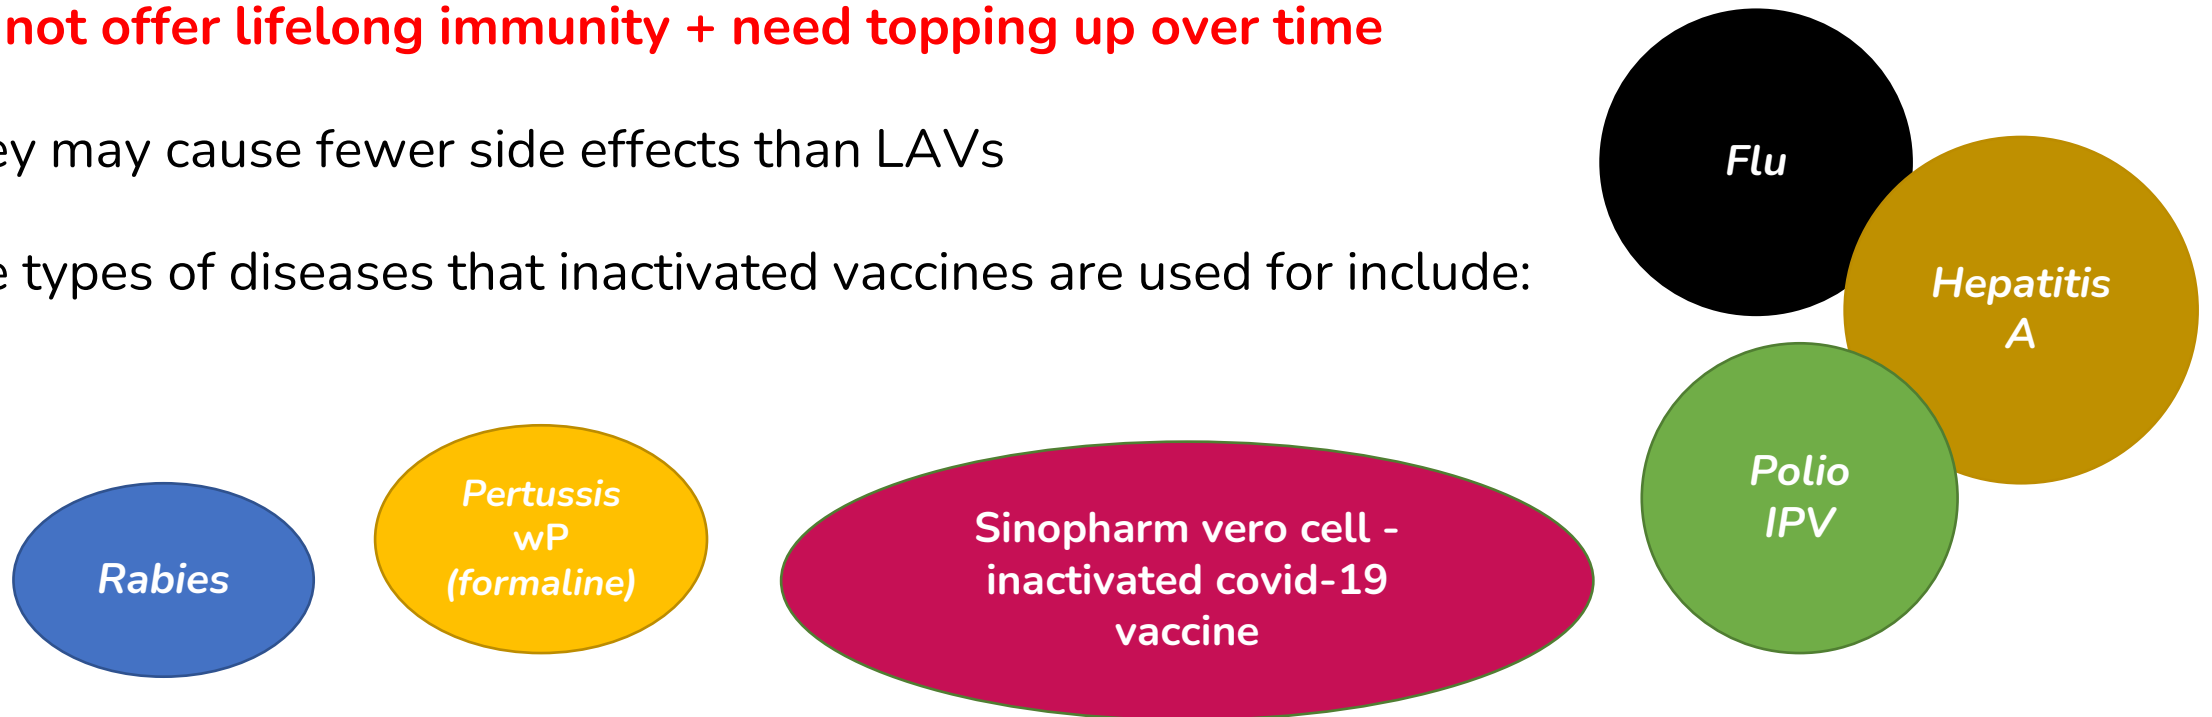 not offer lifelong immunity + need topping up over time
ey may cause fewer side effects than LAVs
e types of diseases that inactivated vaccines are used for include:
Flu
Hepatitis
A
Polio
IPV
Pertussis
wP
(formaline)
Rabies
Sinopharm vero cell -
inactivated covid-19
vaccine